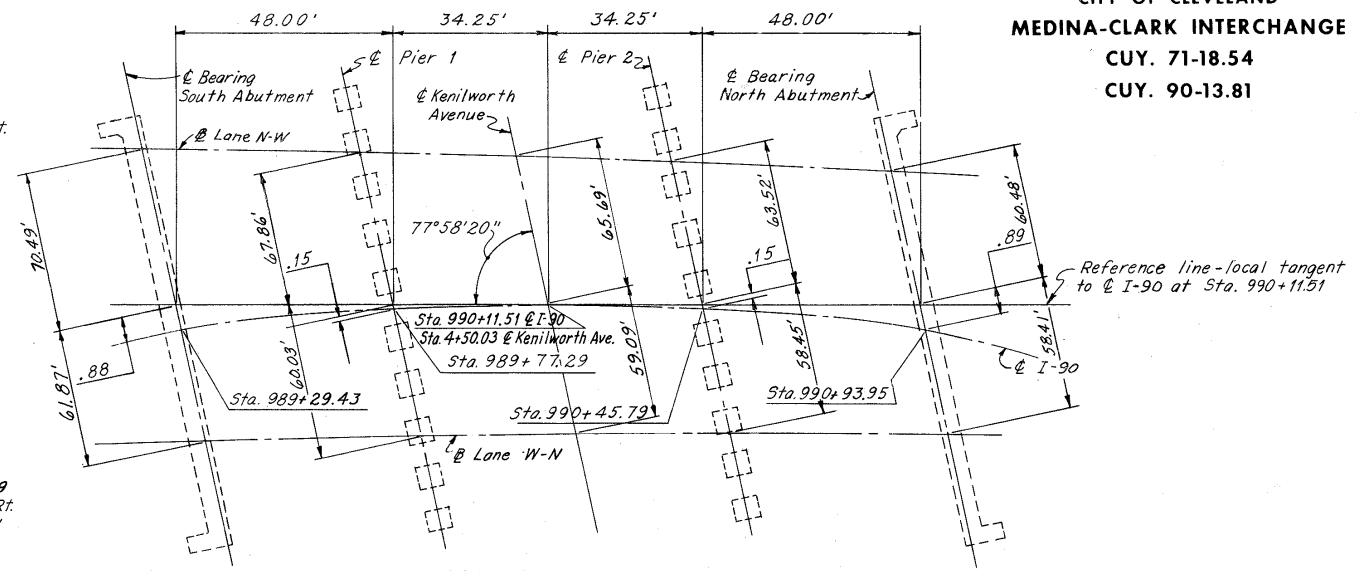 CITY OF CLEVELAND
MEDINA-CLARK INTERCHANGE
CUY. 71-18.54
CUY. 90-13.81
48.00'
34.25'
34.25'
48.00'
℄ Bearing
South Abutment
℄ Pier 1
℄ Kenilworth
Avenue
℄ Pier 2
℄ Bearing
North Abutment
t.
⅊ Lane N-W
70.49'
67.86'
.15
77°58'20"
65.69'
63.52'
.15
60.48'
.89
Reference line-local tangent
to ℄ I-90 at Sta. 990+11.51
Sta. 990+11.51 ℄ I-90
Sta. 4+50.03 ℄ Kenilworth Ave.
Sta. 989+77.29
61.87'
.88
Sta. 989+29.43
60.03'
59.09'
Sta. 990+45.79
58.45'
Sta. 990+93.95
58.41'
℄ I-90
⅊ Lane W-N
9
Rt.